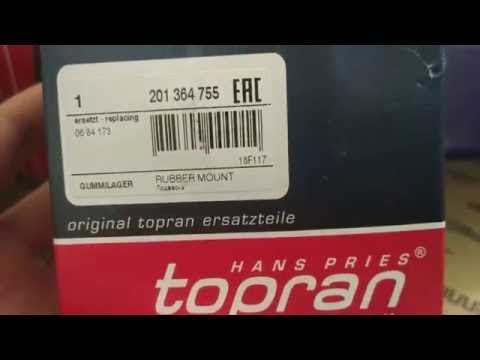 1 201 364 755 EAC
ersetzt - replacing
06 84 173
16F117
GUMMILAGER RUBBER MOUNT
original topran ersatzteile
HANS PRIES®
topran